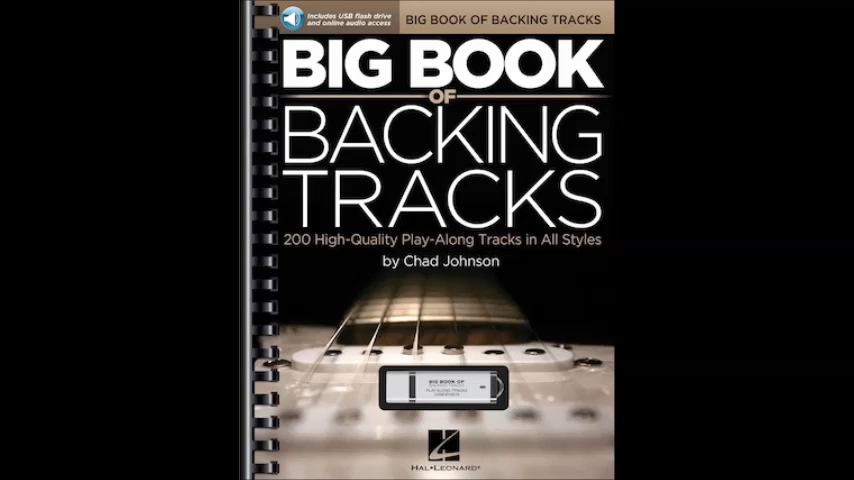 includes USB flash drive
and online audio access
BIG BOOK OF BACKING TRACKS
BIG BOOK
OF
BACKING
TRACKS
200 High-Quality Play-Along Tracks in All Styles
by Chad Johnson
BIG BOOK OF
BACKING TRACKS
PLAY-ALONG TRACKS
HAL•LEONARD®